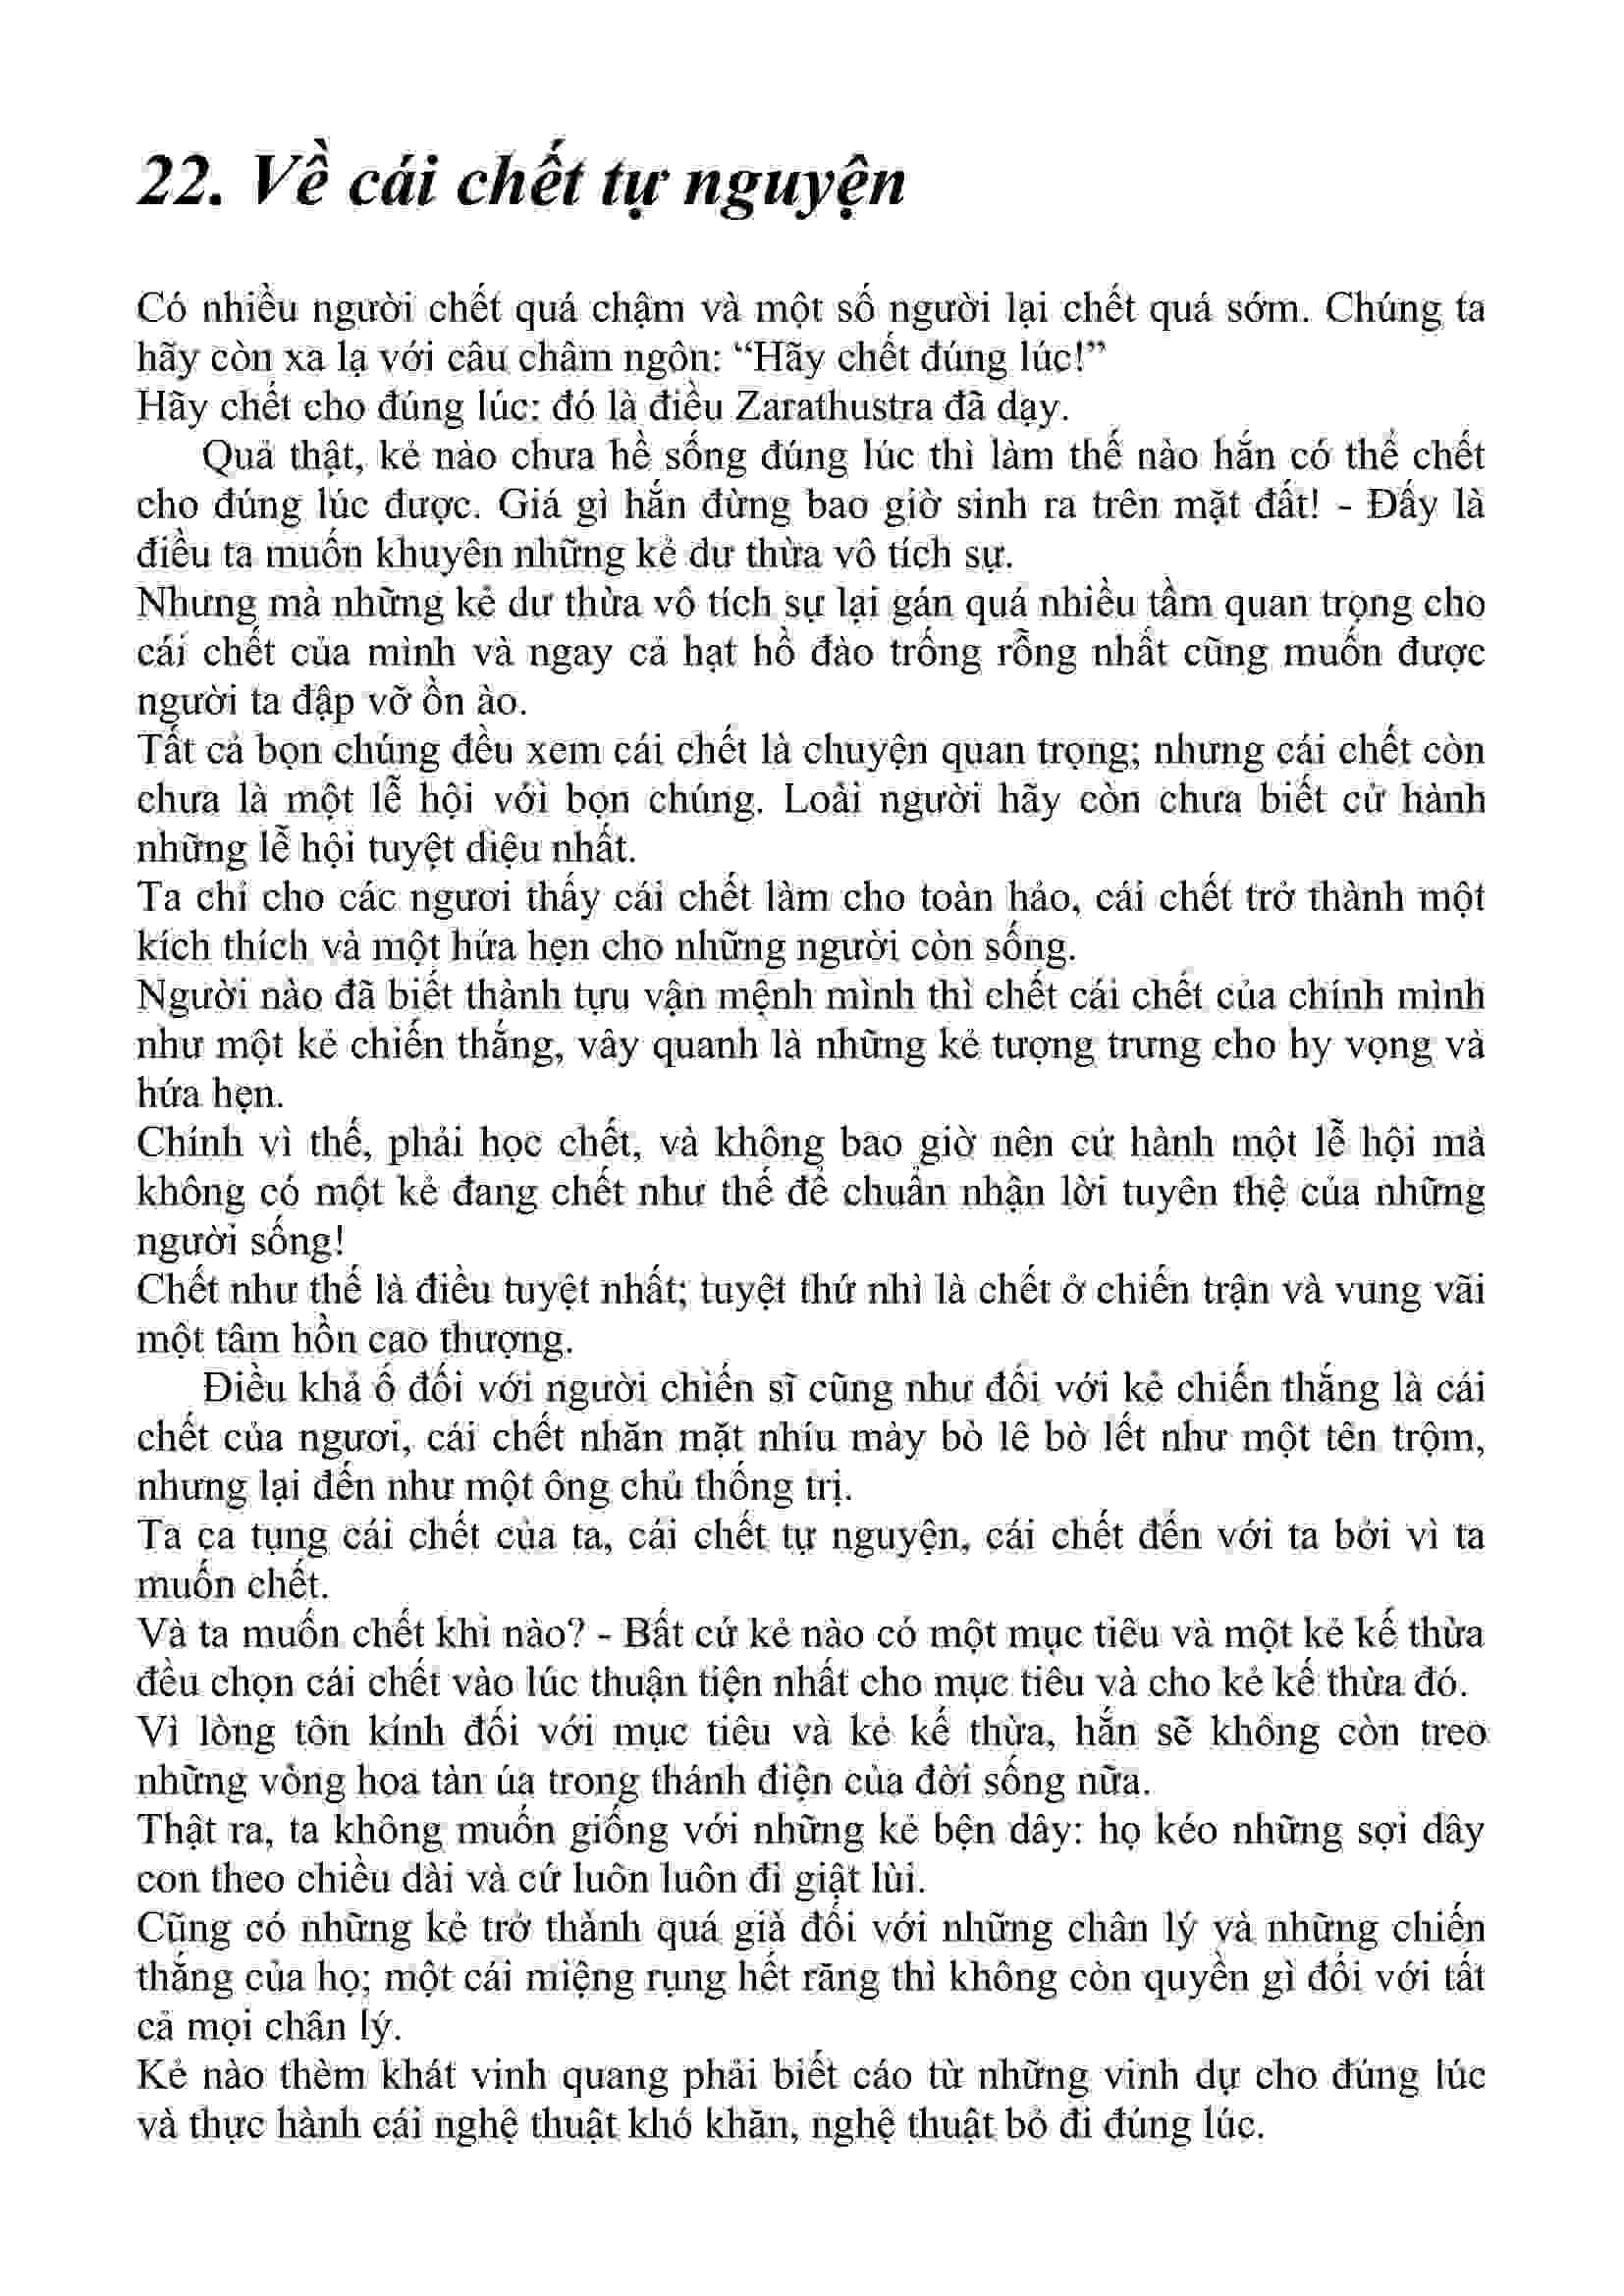 22. Về cái chết tự nguyện
Có nhiều người chết quá chậm và một số người lại chết quá sớm. Chúng ta
hãy còn xa lạ với câu châm ngôn: “Hãy chết đúng lúc!”
Hãy chết cho đúng lúc: đó là điều Zarathustra đã dạy.
Quả thật, kẻ nào chưa hề sống đúng lúc thì làm thế nào hắn có thể chết
cho đúng lúc được. Giá gì hắn đừng bao giờ sinh ra trên mặt đất! - Đấy là
điều ta muốn khuyên những kẻ dư thừa vô tích sự.
Nhưng mà những kẻ dư thừa vô tích sự lại gán quá nhiều tầm quan trọng cho
cái chết của mình và ngay cả hạt hồ đào trống rỗng nhất cũng muốn được
người ta đập vỡ ồn ào.
Tất cả bọn chúng đều xem cái chết là chuyện quan trọng; nhưng cái chết còn
chưa là một lễ hội với bọn chúng. Loài người hãy còn chưa biết cử hành
những lễ hội tuyệt diệu nhất.
Ta chỉ cho các ngươi thấy cái chết làm cho toàn hảo, cái chết trở thành một
kích thích và một hứa hẹn cho những người còn sống.
Người nào đã biết thành tựu vận mệnh mình thì chết cái chết của chính mình
như một kẻ chiến thắng, vây quanh là những kẻ tượng trưng cho hy vọng và
hứa hẹn.
Chính vì thế, phải học chết, và không bao giờ nên cử hành một lễ hội mà
không có một kẻ đang chết như thế để chuẩn nhận lời tuyên thệ của những
người sống!
Chết như thế là điều tuyệt nhất; tuyệt thứ nhì là chết ở chiến trận và vung vãi
một tâm hồn cao thượng.
Điều khả ố đối với người chiến sĩ cũng như đối với kẻ chiến thắng là cái
chết của ngươi, cái chết nhăn mặt nhíu mày bò lê bò lết như một tên trộm,
nhưng lại đến như một ông chủ thống trị.
Ta ca tụng cái chết của ta, cái chết tự nguyện, cái chết đến với ta bởi vì ta
muốn chết.
Và ta muốn chết khi nào? - Bất cứ kẻ nào có một mục tiêu và một kẻ kế thừa
đều chọn cái chết vào lúc thuận tiện nhất cho mục tiêu và cho kẻ kế thừa đó.
Vì lòng tôn kính đối với mục tiêu và kẻ kế thừa, hắn sẽ không còn treo
những vòng hoa tàn úa trong thánh điện của đời sống nữa.
Thật ra, ta không muốn giống với những kẻ bện dây: họ kéo những sợi dây
con theo chiều dài và cứ luôn luôn đi giật lùi.
Cũng có những kẻ trở thành quá già đối với những chân lý và những chiến
thắng của họ; một cái miệng rụng hết răng thì không còn quyền gì đối với tất
cả mọi chân lý.
Kẻ nào thèm khát vinh quang phải biết cáo từ những vinh dự cho đúng lúc
và thực hành cái nghệ thuật khó khăn, nghệ thuật bỏ đi đúng lúc.